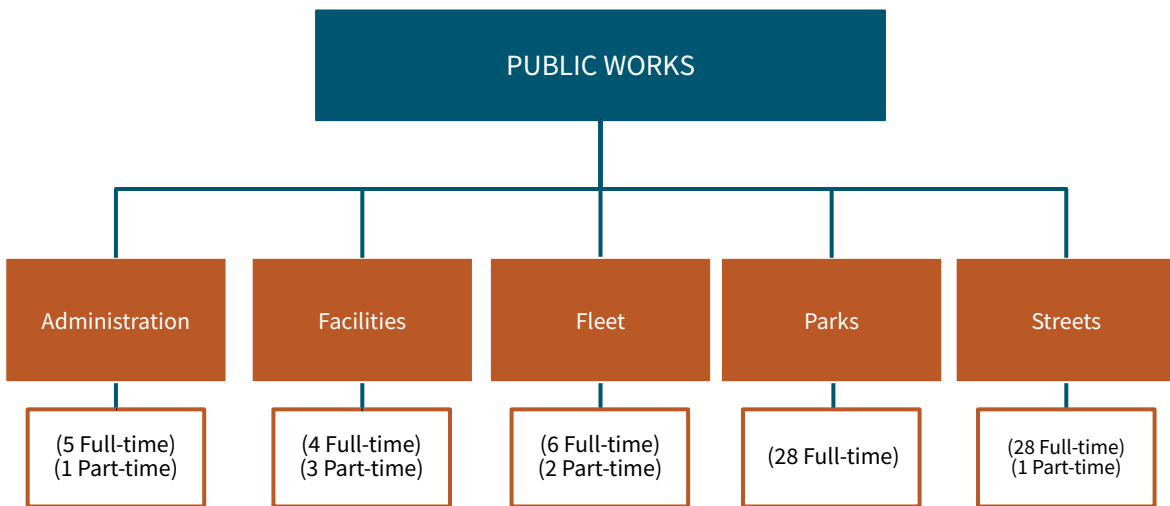 PUBLIC WORKS
Administration
Facilities
Fleet
Parks
Streets
(5 Full-time)
(1 Part-time)
(4 Full-time)
(3 Part-time)
(6 Full-time)
(2 Part-time)
(28 Full-time)
(28 Full-time)
(1 Part-time)